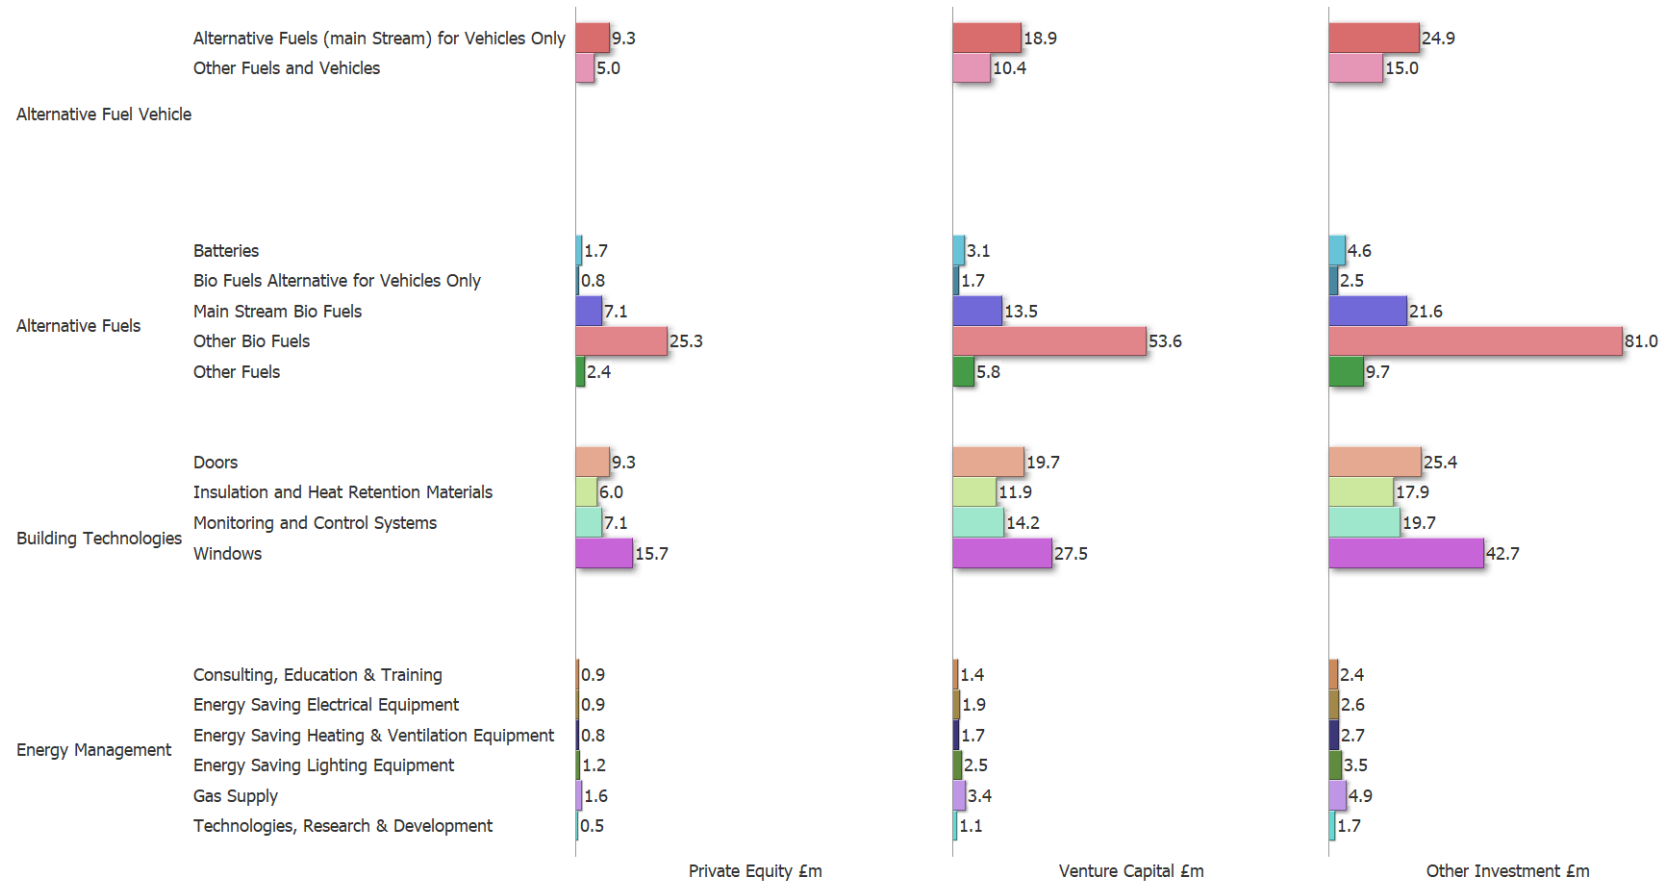 Alternative Fuels (main Stream) for Vehicles Only 9.3 18.9 24.9
Other Fuels and Vehicles 5.0 10.4 15.0
Alternative Fuel Vehicle
Batteries 1.7 3.1 4.6
Bio Fuels Alternative for Vehicles Only 0.8 1.7 2.5
Main Stream Bio Fuels 7.1 13.5 21.6
Alternative Fuels
Other Bio Fuels 25.3 53.6 81.0
Other Fuels 2.4 5.8 9.7
Doors 9.3 19.7 25.4
Insulation and Heat Retention Materials 6.0 11.9 17.9
Monitoring and Control Systems 7.1 14.2 19.7
Building Technologies
Windows 15.7 27.5 42.7
Consulting, Education & Training 0.9 1.4 2.4
Energy Saving Electrical Equipment 0.9 1.9 2.6
Energy Saving Heating & Ventilation Equipment 0.8 1.7 2.7
Energy Management
Energy Saving Lighting Equipment 1.2 2.5 3.5
Gas Supply 1.6 3.4 4.9
Technologies, Research & Development 0.5 1.1 1.7
Private Equity £m Venture Capital £m Other Investment £m